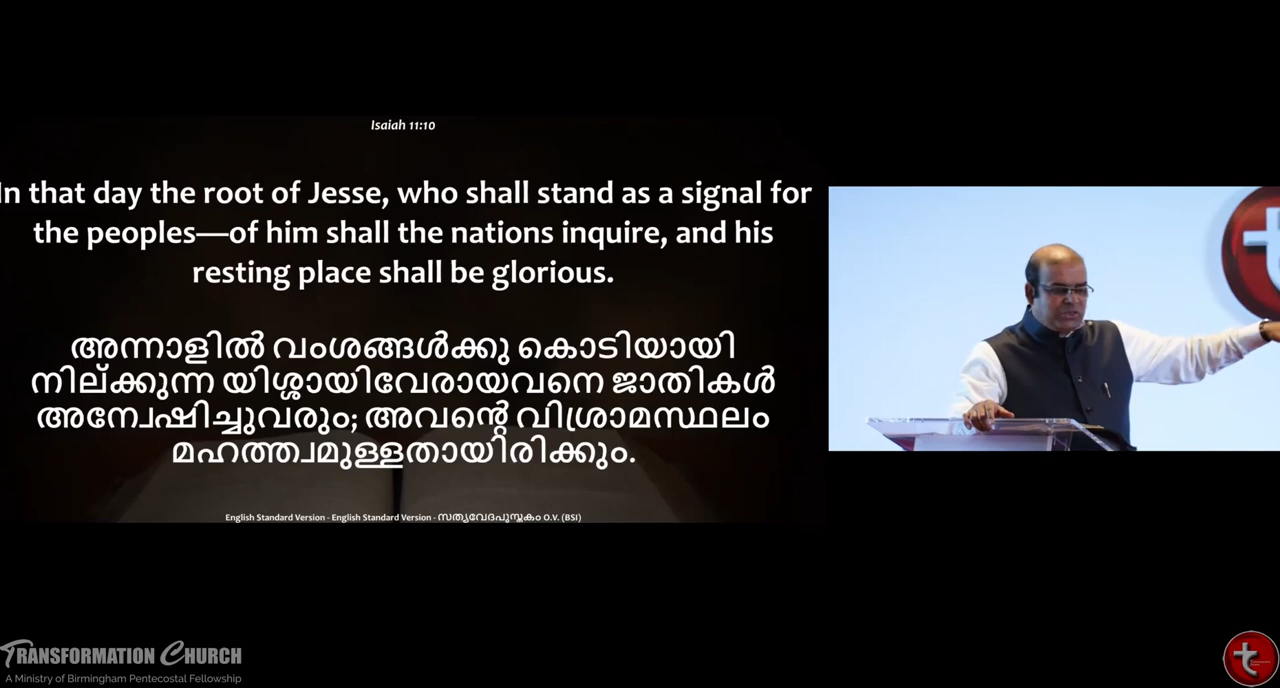 Isaiah 11:10
In that day the root of Jesse, who shall stand as a signal for
the peoples—of him shall the nations inquire, and his
resting place shall be glorious.
അന്നാളിൽ വംശങ്ങൾക്കു കൊടിയായി
നില്ക്കുന്ന യിശ്ശായിവേരായവനെ ജാതികൾ
അന്വേഷിച്ചുവരും; അവന്റെ വിശ്രാമസ്ഥലം
മഹത്ത്വമുള്ളതായിരിക്കും.
English Standard Version - English Standard Version - സത്യവേദപുസ്തകം O.V. (BSI)
TRANSFORMATION CHURCH
A Ministry of Birmingham Pentecostal Fellowship